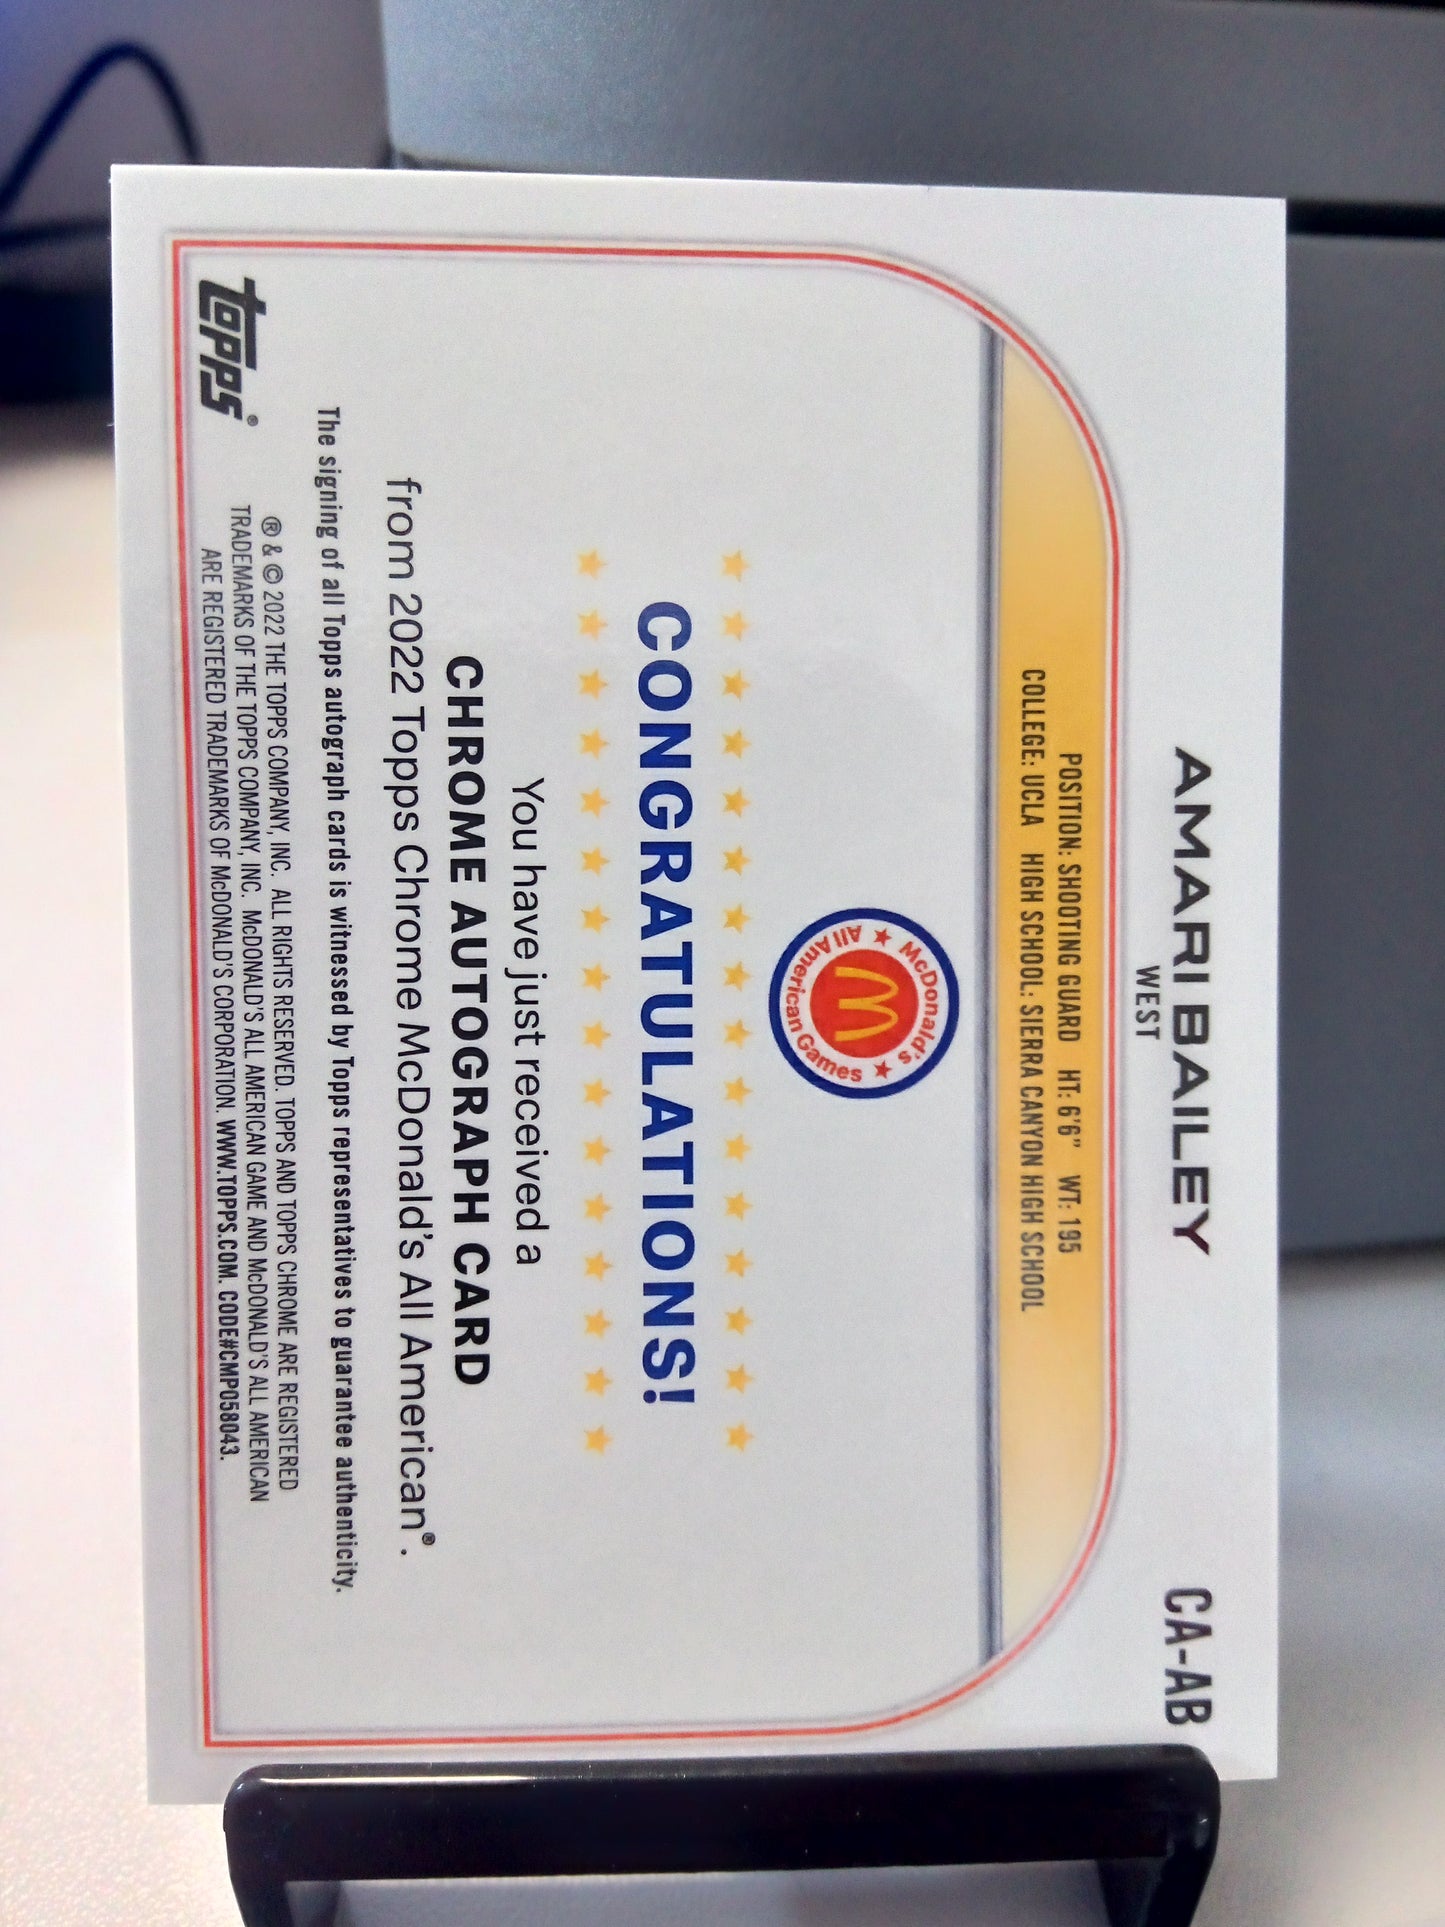 CA-AB
AMARI BAILEY
WEST
POSITION: SHOOTING GUARD HT: 6'6" WT: 195
COLLEGE: UCLA HIGH SCHOOL: SIERRA CANYON HIGH SCHOOL
McDonald's
All American Games
CONGRATULATIONS!
You have just received a
CHROME AUTOGRAPH CARD
from 2022 Topps Chrome McDonald's All American®.
The signing of all Topps autograph cards is witnessed by Topps representatives to guarantee authenticity.
topps®
® & © 2022 THE TOPPS COMPANY, INC. ALL RIGHTS RESERVED. TOPPS AND TOPPS CHROME ARE REGISTERED
TRADEMARKS OF THE TOPPS COMPANY, INC. McDONALD'S ALL AMERICAN GAME AND McDONALD'S ALL AMERICAN
ARE REGISTERED TRADEMARKS OF McDONALD'S CORPORATION. WWW.TOPPS.COM. CODE#CMP058043.